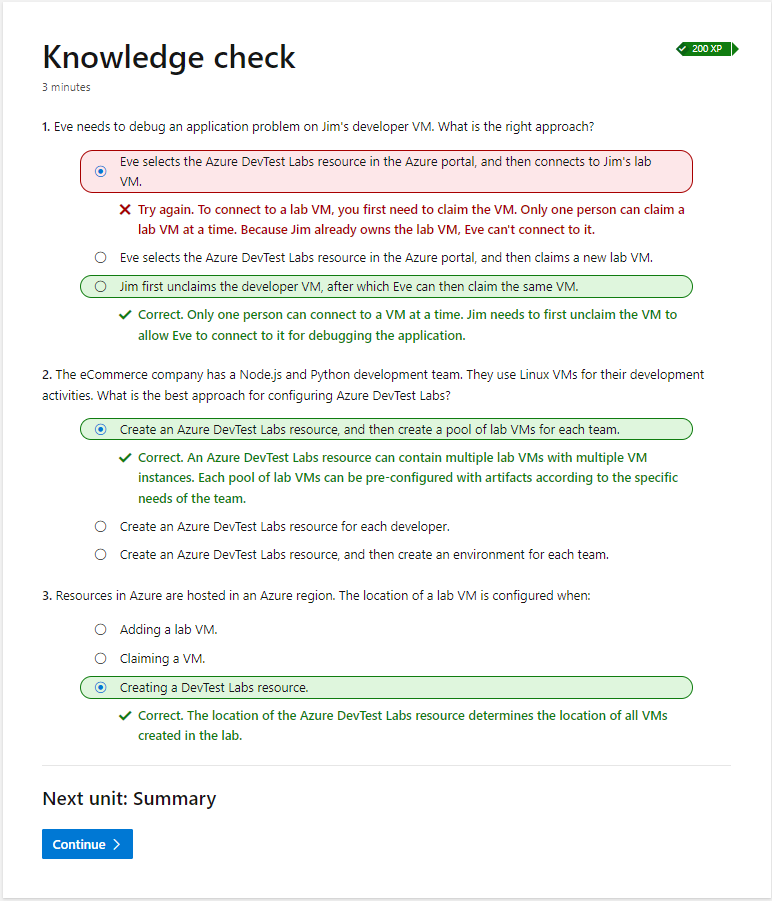 Knowledge check
200 XP
3 minutes
1. Eve needs to debug an application problem on Jim's developer VM. What is the right approach?
Eve selects the Azure DevTest Labs resource in the Azure portal, and then connects to Jim's lab
VM.
Try again. To connect to a lab VM, you first need to claim the VM. Only one person can claim a
lab VM at a time. Because Jim already owns the lab VM, Eve can't connect to it.
Eve selects the Azure DevTest Labs resource in the Azure portal, and then claims a new lab VM.
Jim first unclaims the developer VM, after which Eve can then claim the same VM.
Correct. Only one person can connect to a VM at a time. Jim needs to first unclaim the VM to
allow Eve to connect to it for debugging the application.
2. The eCommerce company has a Node.js and Python development team. They use Linux VMs for their development
activities. What is the best approach for configuring Azure DevTest Labs?
Create an Azure DevTest Labs resource, and then create a pool of lab VMs for each team.
Correct. An Azure DevTest Labs resource can contain multiple lab VMs with multiple VM
instances. Each pool of lab VMs can be pre-configured with artifacts according to the specific
needs of the team.
Create an Azure DevTest Labs resource for each developer.
Create an Azure DevTest Labs resource, and then create an environment for each team.
3. Resources in Azure are hosted in an Azure region. The location of a lab VM is configured when:
Adding a lab VM.
Claiming a VM.
Creating a DevTest Labs resource.
Correct. The location of the Azure DevTest Labs resource determines the location of all VMs
created in the lab.
Next unit: Summary
Continue